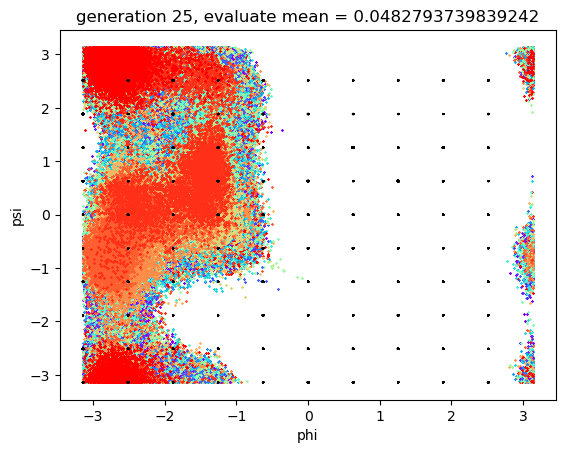 generation 25, evaluate mean = 0.0482793739839242
3
2
1
0
−1
−2
−3
psi
−3 −2 −1 0 1 2 3
phi